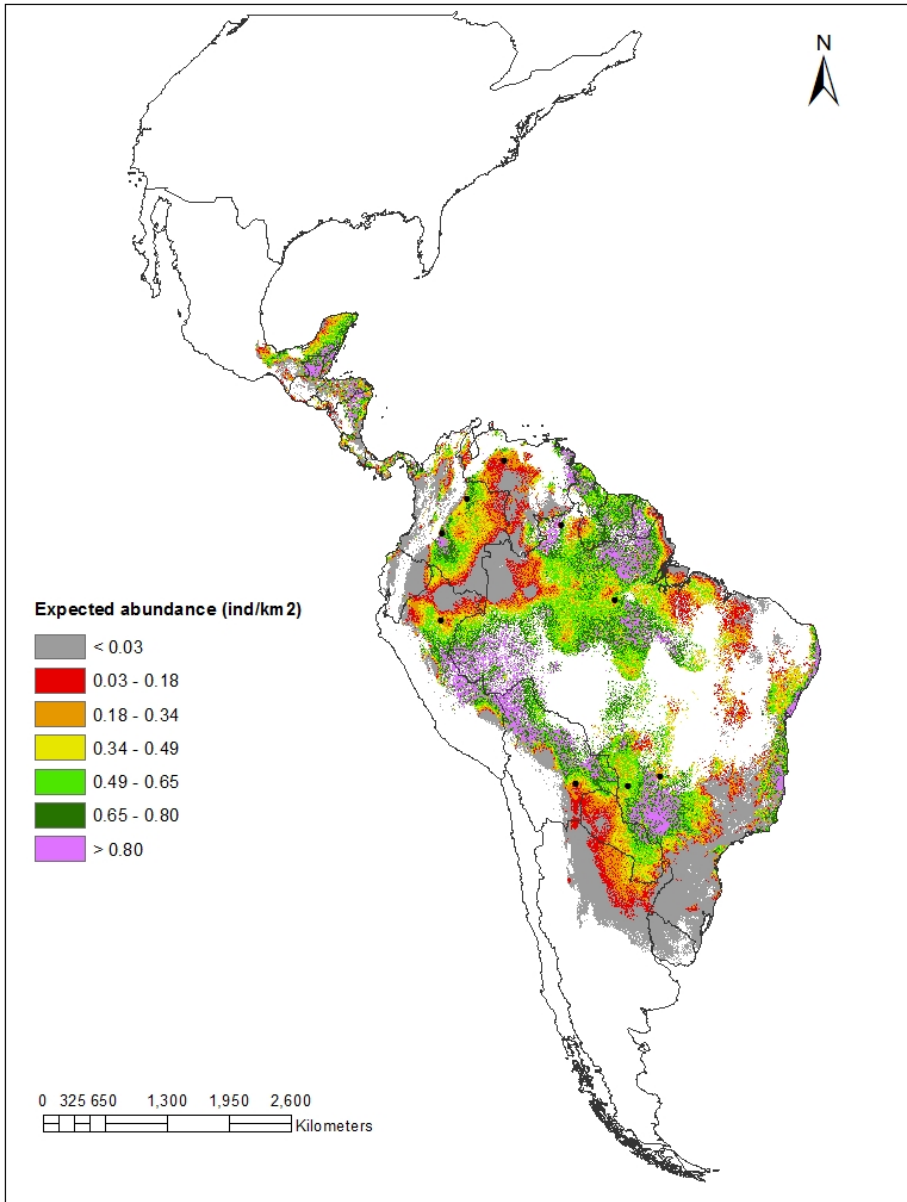 N
Expected abundance (ind/km2)
< 0.03
0.03 - 0.18
0.18 - 0.34
0.34 - 0.49
0.49 - 0.65
0.65 - 0.80
> 0.80
0 325 650 1,300 1,950 2,600
Kilometers